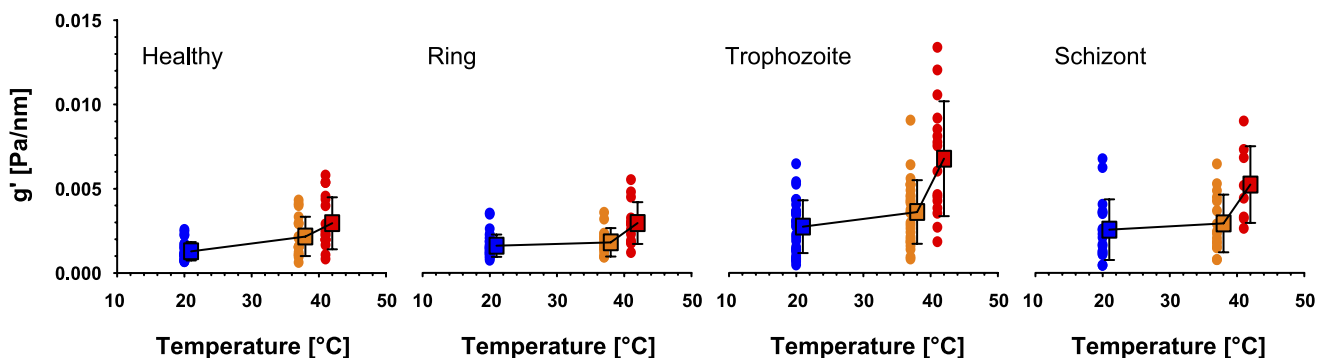 0.015
0.010
0.005
0.000
g' [Pa/nm]
Healthy
Ring
Trophozoite
Schizont
10 20 30 40 50
10 20 30 40 50
10 20 30 40 50
10 20 30 40 50
Temperature [°C]
Temperature [°C]
Temperature [°C]
Temperature [°C]